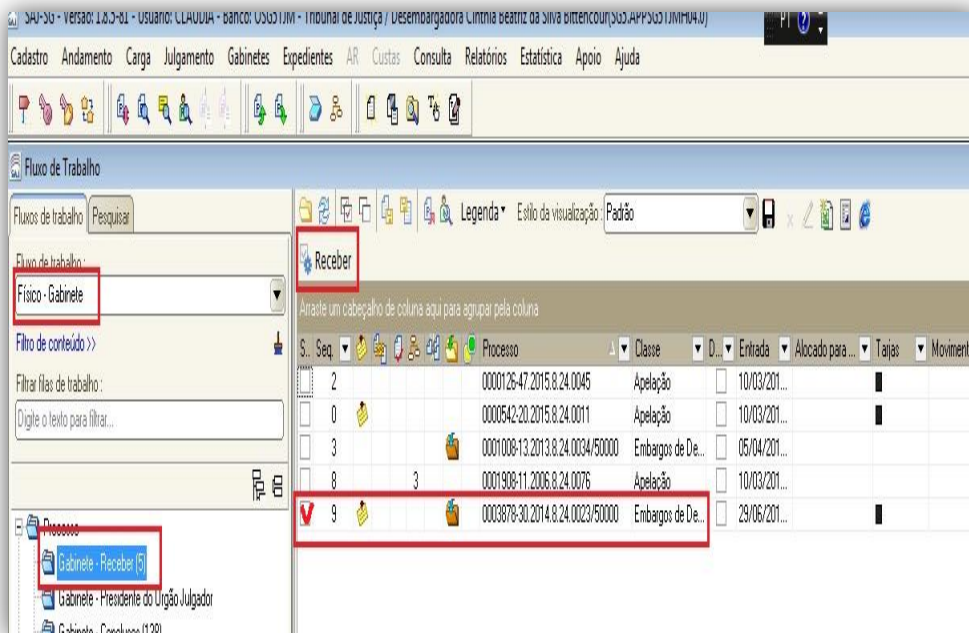 SAJ-SG - Versão: 1.8.3-81 - Usuário: CLAUDIA - Banco: USG5TJM - Tribunal de Justiça / Desembargadora Cinthia Beatriz da Silva Bittencour(SG5.APPSG5TJMH04.0)
PT
Cadastro Andamento Carga Julgamento Gabinetes Expedientes AR Custas Consulta Relatórios Estatística Apoio Ajuda
Fluxo de Trabalho
Fluxos de trabalho Pesquisar
Legenda Estilo da visualização: Padrão
Fluxo de trabalho :
Receber
Físico - Gabinete
Arraste um cabeçalho de coluna aqui para agrupar pela coluna
Filtro de conteúdo >>
S.. Seq. Processo Classe D... Entrada Alocado para ... Tarjas Moviment
Filtrar filas de trabalho :
Digite o texto para filtrar...
2 0000126-47.2015.8.24.0045 Apelação 10/03/201...
0 0000542-20.2015.8.24.0011 Apelação 10/03/201...
3 0001008-13.2013.8.24.0034/50000 Embargos de De... 05/04/201...
8 3 0001908-11.2006.8.24.0076 Apelação 10/03/201...
9 0003878-30.2014.8.24.0023/50000 Embargos de De... 29/06/201...
Processo
Gabinete - Receber (5)
Gabinete - Presidente do Órgão Julgador
Gabinete - Conclusos (138)